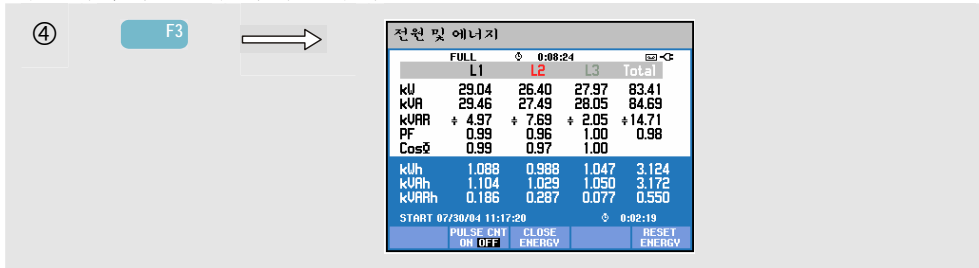 ④ F3
전원 및 에너지
FULL 0:08:24
L1 L2 L3 Total
kW 29.04 26.40 27.97 83.41
kVA 29.46 27.49 28.05 84.69
kVAR 4.97 7.69 2.05 14.71
PF 0.99 0.96 1.00 0.98
CosΦ 0.99 0.97 1.00
kWh 1.088 0.988 1.047 3.124
kVAh 1.104 1.029 1.050 3.172
kVARh 0.186 0.287 0.077 0.550
START 07/30/04 11:17:20 0:02:19
PULSE CNT CLOSE RESET
ON OFF ENERGY ENERGY